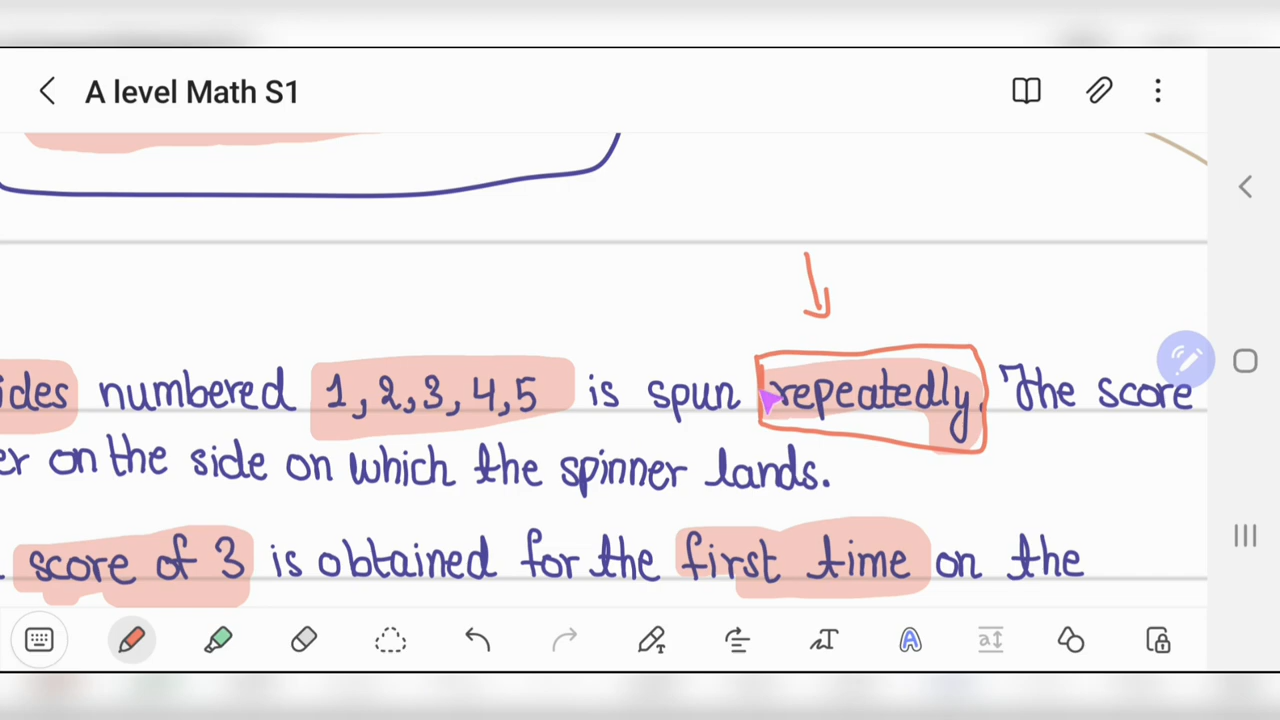 A level Math S1
ides numbered 1,2,3,4,5 is spun repeatedly. The score
er on the side on which the spinner lands.
. score of 3 is obtained for the first time on the